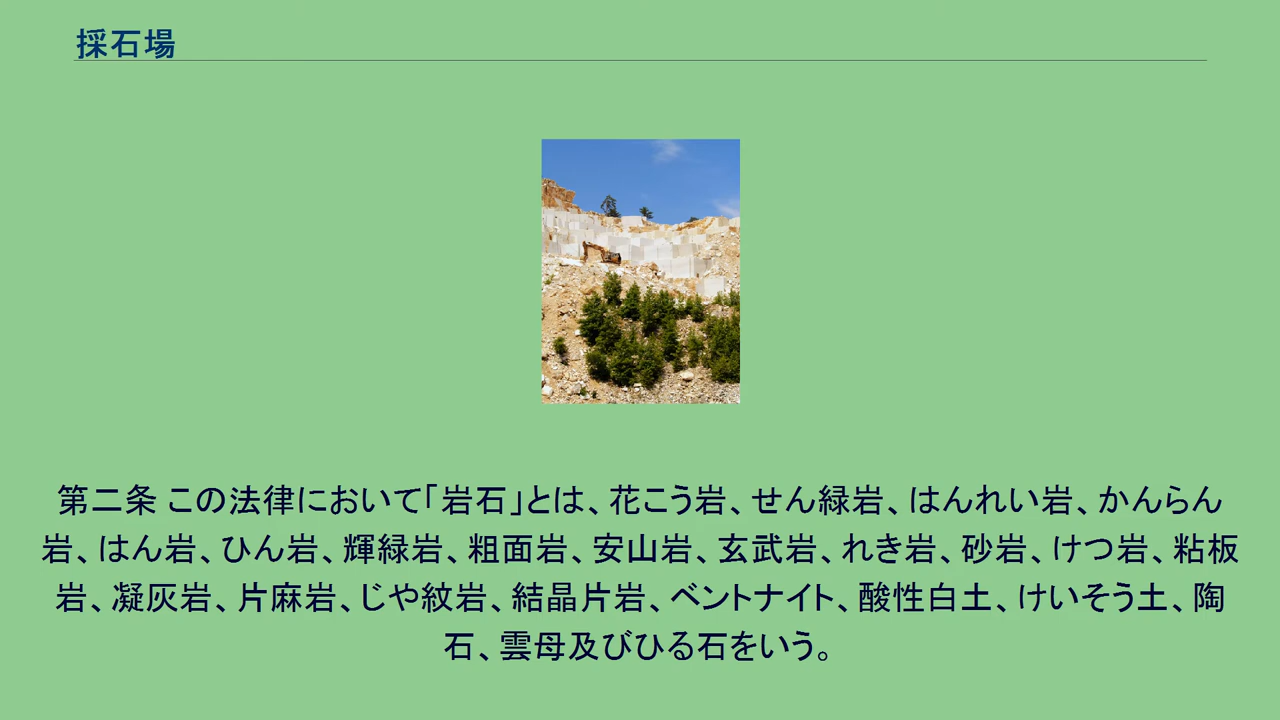 採石場
第二条 この法律において｢岩石｣とは、花こう岩、せん緑岩、はんれい岩、かんらん
岩、はん岩、ひん岩、輝緑岩、粗面岩、安山岩、玄武岩、れき岩、砂岩、けつ岩、粘板
岩、凝灰岩、片麻岩、じや紋岩、結晶片岩、ベントナイト、酸性白土、けいそう土、陶
石、雲母及びひる石をいう。